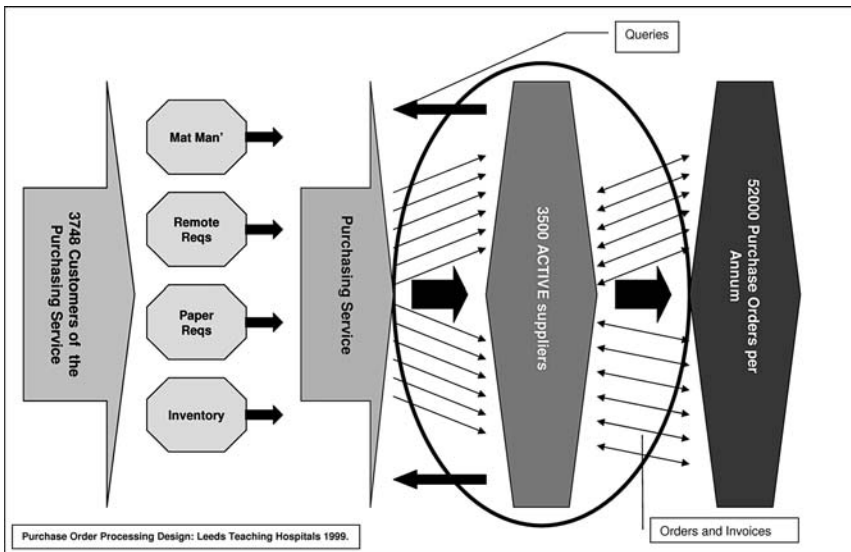 Queries
3748 Customers of the
Purchasing Service
Mat Man'
Remote
Reqs
Paper
Reqs
Inventory
Purchasing Service
3500 ACTIVE suppliers
52000 Purchase Orders per
Annum
Orders and Invoices
Purchase Order Processing Design: Leeds Teaching Hospitals 1999.